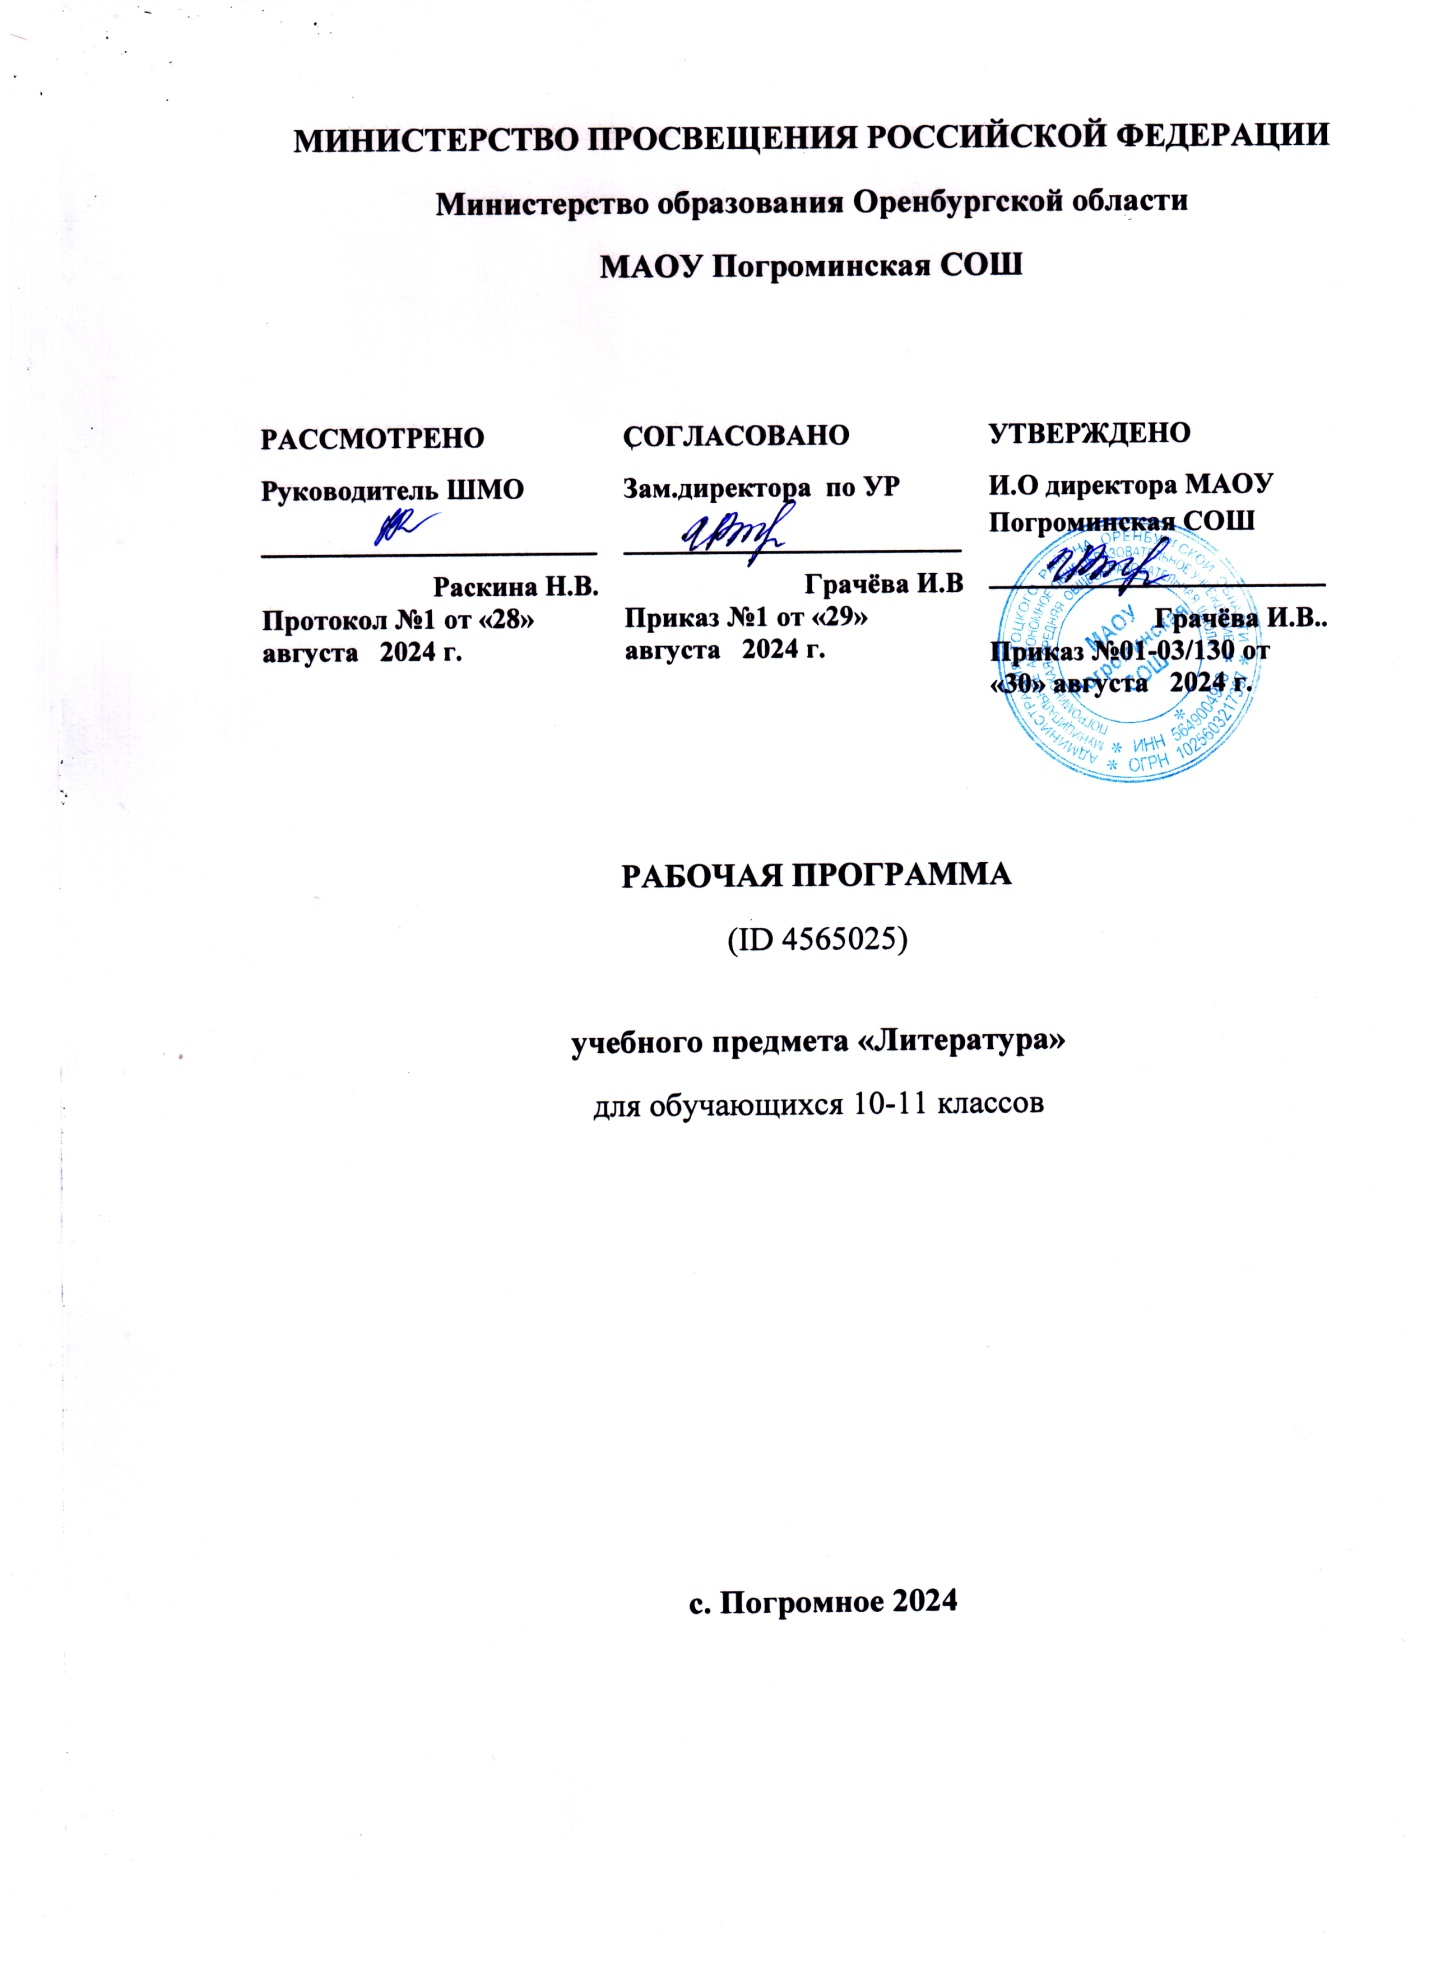 МИНИСТЕРСТВО ПРОСВЕЩЕНИЯ РОССИЙСКОЙ ФЕДЕРАЦИИ
Министерство образования Оренбургской области
МАОУ Погроминская СОШ
РАССМОТРЕНО
Руководитель ШМО
Раскина Н.В.
Протокол №1 от «28»
августа 2024 г.
СОГЛАСОВАНО
Зам.директора по УР
Грачёва И.В
Приказ №1 от «29»
августа 2024 г.
УТВЕРЖДЕНО
И.О директора МАОУ
Погроминская СОШ
Грачёва И.В..
Приказ №01-03/130 от
«30» августа 2024 г.
МАОУ
Погроминская
СОШ
РАБОЧАЯ ПРОГРАММА
(ID 4565025)
учебного предмета «Литература»
для обучающихся 10-11 классов
с. Погромное 2024